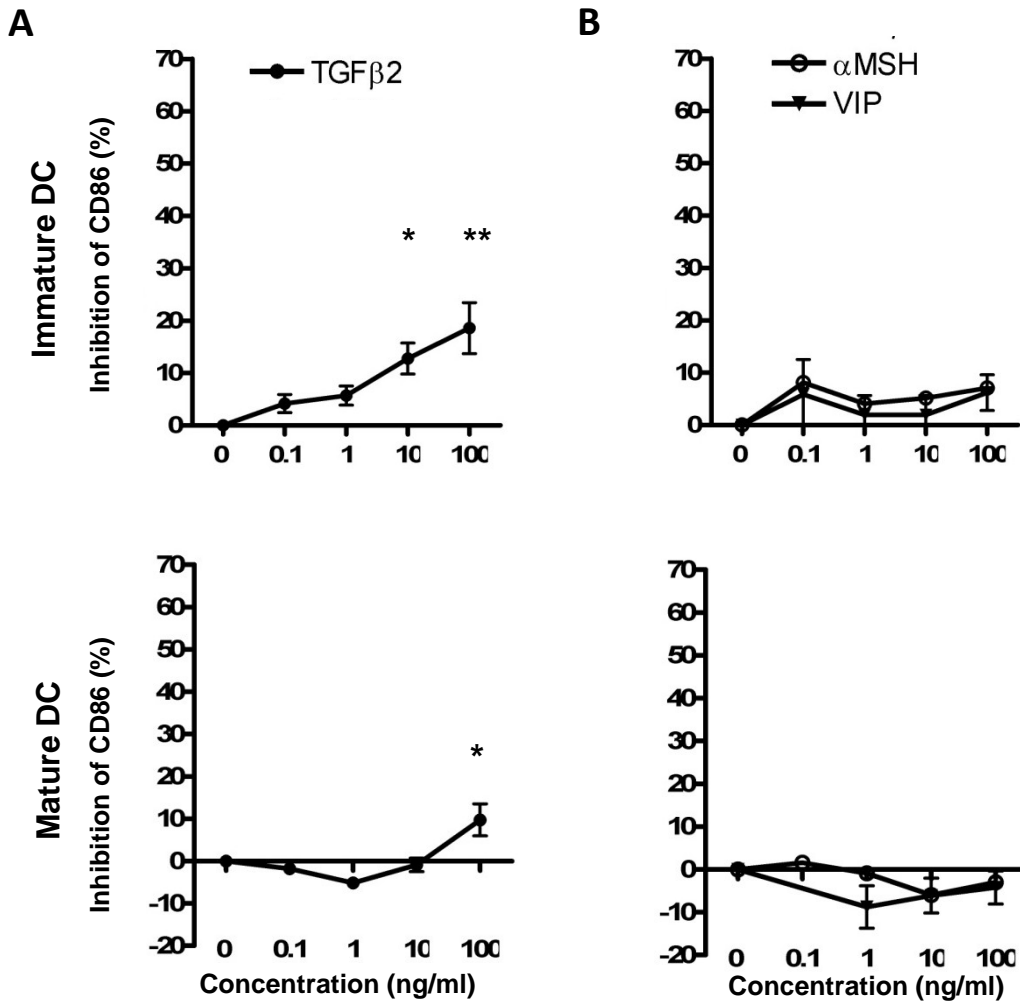 A
B
TGFβ2
αMSH
VIP
Immature DC
Inhibition of CD86 (%)
70
60
50
40
30
20
10
0
0 0.1 1 10 100
70
60
50
40
30
20
10
0
0 0.1 1 10 100
* **
Mature DC
Inhibition of CD86 (%)
70
60
50
40
30
20
10
0
-10
-20
0 0.1 1 10 100
Concentration (ng/ml)
*
70
60
50
40
30
20
10
0
-10
-20
0 0.1 1 10 100
Concentration (ng/ml)